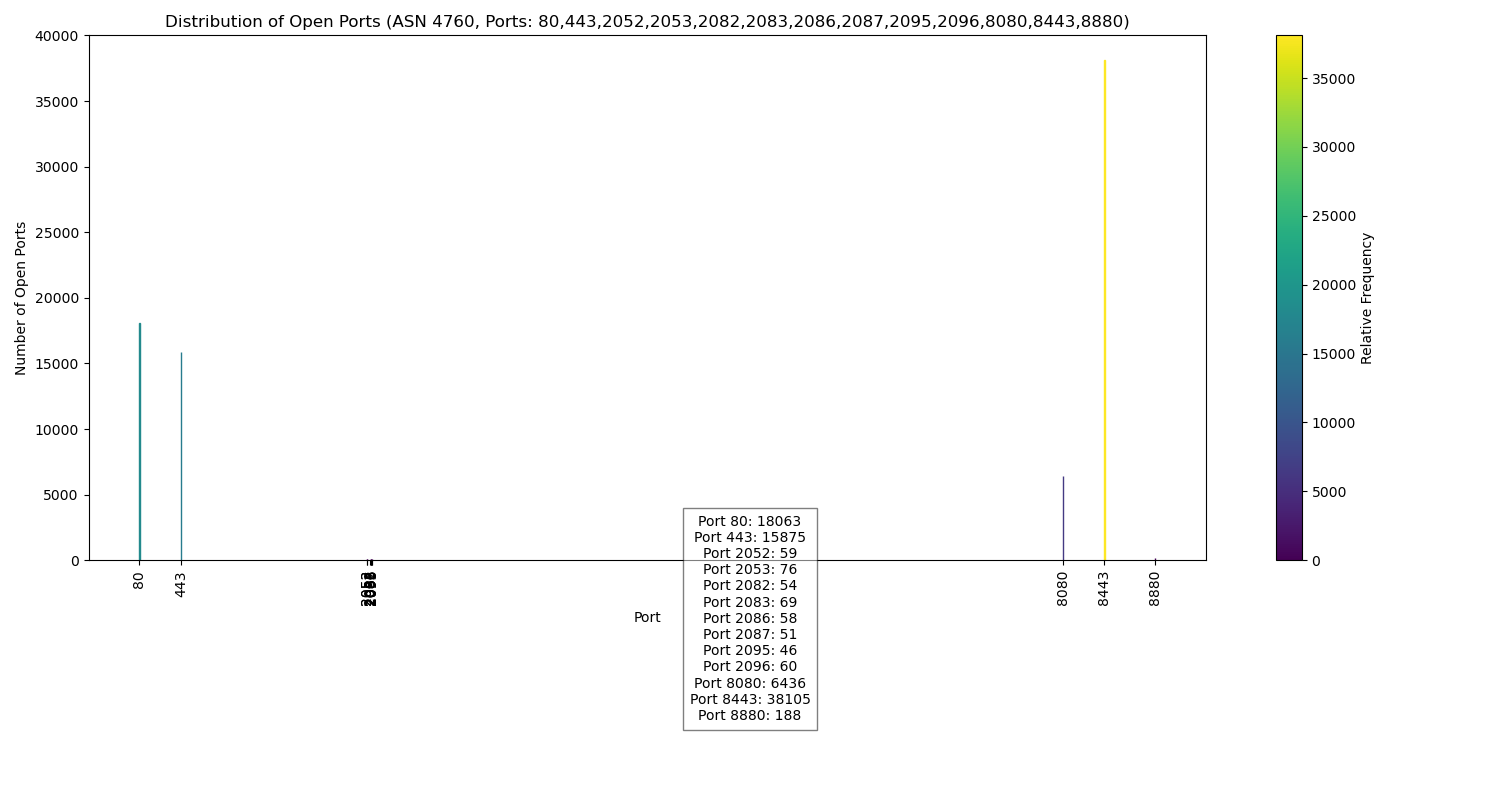 Distribution of Open Ports (ASN 4760, Ports: 80,443,2052,2053,2082,2083,2086,2087,2095,2096,8080,8443,8880)
40000
35000
30000
25000
20000
15000
10000
5000
0
Number of Open Ports
80
443
8080
8443
8880
Port
Port 80: 18063
Port 443: 15875
Port 2052: 59
Port 2053: 76
Port 2082: 54
Port 2083: 69
Port 2086: 58
Port 2087: 51
Port 2095: 46
Port 2096: 60
Port 8080: 6436
Port 8443: 38105
Port 8880: 188
35000
30000
25000
20000
15000
10000
5000
0
Relative Frequency